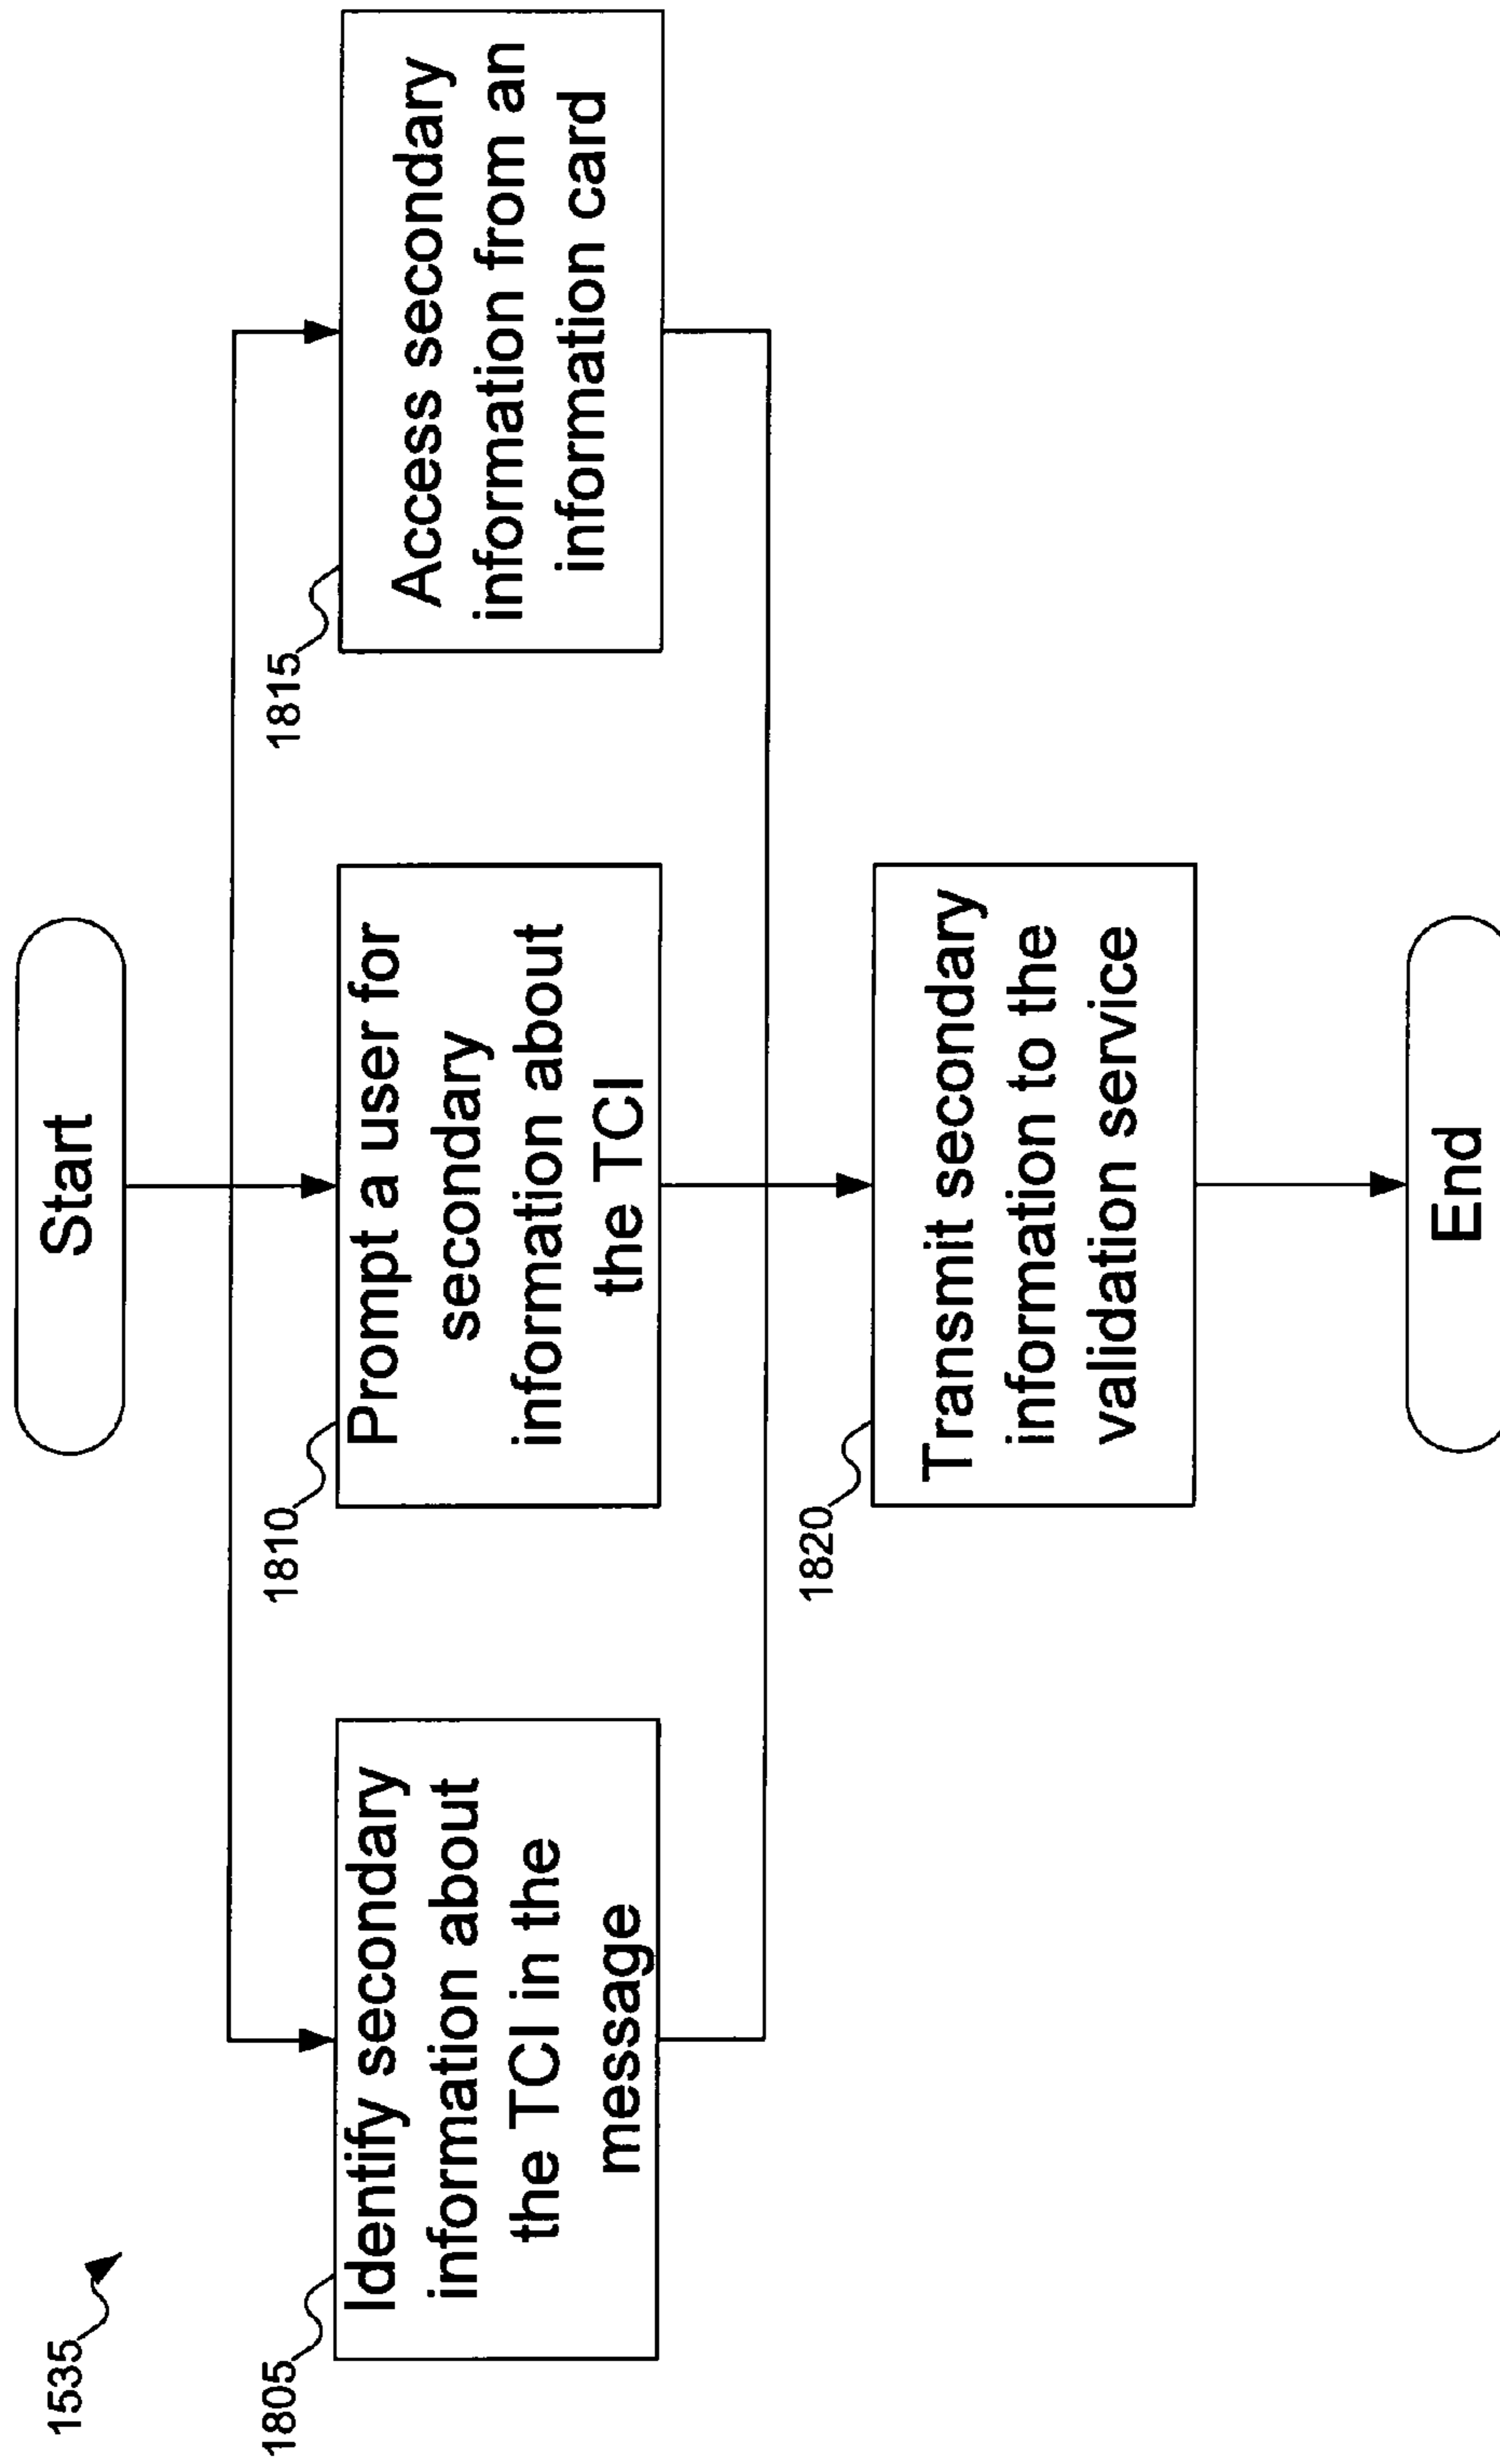 1535
Start
1805
Identify secondary
information about
the TCI in the
message
1810
Prompt a user for
secondary
information about
the TCI
1815
Access secondary
information from an
information card
1820
Transmit secondary
information to the
validation service
End